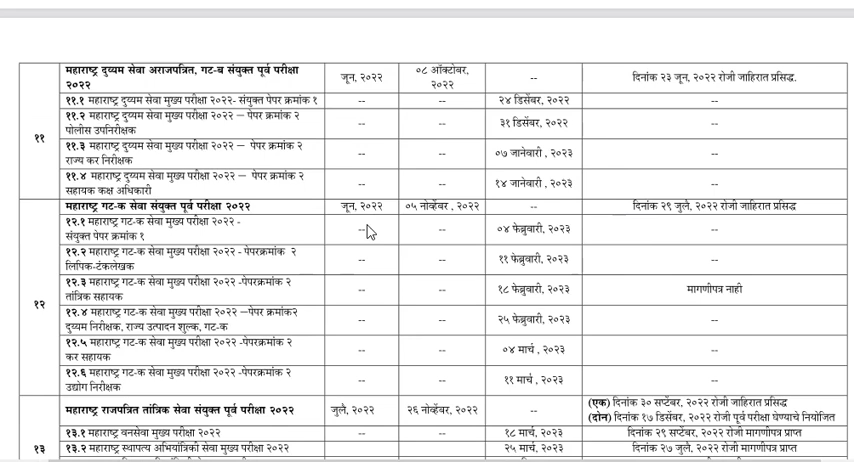 महाराष्ट्र दुय्यम सेवा अराजपत्रित, गट-ब संयुक्त पूर्व परीक्षा २०२२ जून, २०२२ ०८ ऑक्टोबर, २०२२ -- दिनांक २३ जून, २०२२ रोजी जाहिरात प्रसिद्ध.
११
११.१ महाराष्ट्र दुय्यम सेवा मुख्य परीक्षा २०२२- संयुक्त पेपर क्रमांक १ -- -- २४ डिसेंबर, २०२२ --
११.२ महाराष्ट्र दुय्यम सेवा मुख्य परीक्षा २०२२ – पेपर क्रमांक २
पोलीस उपनिरीक्षक -- -- ३१ डिसेंबर, २०२२ --
११.३ महाराष्ट्र दुय्यम सेवा मुख्य परीक्षा २०२२ – पेपर क्रमांक २
राज्य कर निरीक्षक -- -- ०७ जानेवारी , २०२३ --
११.४ महाराष्ट्र दुय्यम सेवा मुख्य परीक्षा २०२२ – पेपर क्रमांक २
सहायक कक्ष अधिकारी -- -- १४ जानेवारी , २०२३ --
महाराष्ट्र गट-क सेवा संयुक्त पूर्व परीक्षा २०२२ जून, २०२२ ०५ नोव्हेंबर , २०२२ -- दिनांक २९ जुलै, २०२२ रोजी जाहिरात प्रसिद्ध
१२
१२.१ महाराष्ट्र गट-क सेवा मुख्य परीक्षा २०२२ -
संयुक्त पेपर क्रमांक १ -- -- ०४ फेब्रुवारी, २०२३ --
१२.२ महाराष्ट्र गट-क सेवा मुख्य परीक्षा २०२२ - पेपरक्रमांक २
लिपिक-टंकलेखक -- -- ११ फेब्रुवारी, २०२३ --
१२.३ महाराष्ट्र गट-क सेवा मुख्य परीक्षा २०२२ -पेपरक्रमांक २
तांत्रिक सहायक -- -- १८ फेब्रुवारी, २०२३ मागणीपत्र नाही
१२.४ महाराष्ट्र गट-क सेवा मुख्य परीक्षा २०२२ –पेपर क्रमांक२
दुय्यम निरीक्षक, राज्य उत्पादन शुल्क, गट-क -- -- २५ फेब्रुवारी, २०२३ --
१२.५ महाराष्ट्र गट-क सेवा मुख्य परीक्षा २०२२ -पेपरक्रमांक २
कर सहायक -- -- ०४ मार्च , २०२३ --
१२.६ महाराष्ट्र गट-क सेवा मुख्य परीक्षा २०२२ -पेपरक्रमांक २
उद्योग निरीक्षक -- -- ११ मार्च , २०२३ --
महाराष्ट्र राजपत्रित तांत्रिक सेवा संयुक्त पूर्व परीक्षा २०२२ जुलै, २०२२ २६ नोव्हेंबर, २०२२ -- (एक) दिनांक ३० सप्टेंबर, २०२२ रोजी जाहिरात प्रसिद्ध
(दोन) दिनांक १७ डिसेंबर, २०२२ रोजी पूर्व परीक्षा घेण्याचे नियोजित
१३
१३.१ महाराष्ट्र वनसेवा मुख्य परीक्षा २०२२ -- -- १८ मार्च, २०२३ दिनांक २९ सप्टेंबर, २०२२ रोजी मागणीपत्र प्राप्त
१३.२ महाराष्ट्र स्थापत्य अभियांत्रिकी सेवा मुख्य परीक्षा २०२२ २५ मार्च, २०२३ दिनांक २७ जुलै, २०२२ रोजी मागणीपत्र प्राप्त